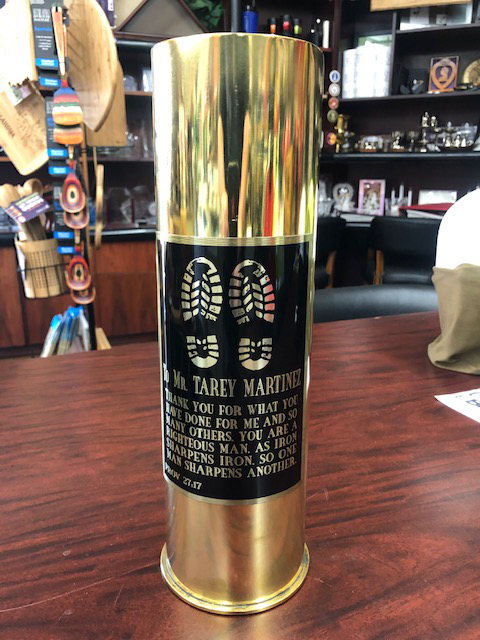 To Mr. TAREY MARTINEZ
THANK YOU FOR WHAT YOU
HAVE DONE FOR ME AND SO
MANY OTHERS. YOU ARE A
RIGHTEOUS MAN. AS IRON
SHARPENS IRON, SO ONE
MAN SHARPENS ANOTHER.
PROV 27:17